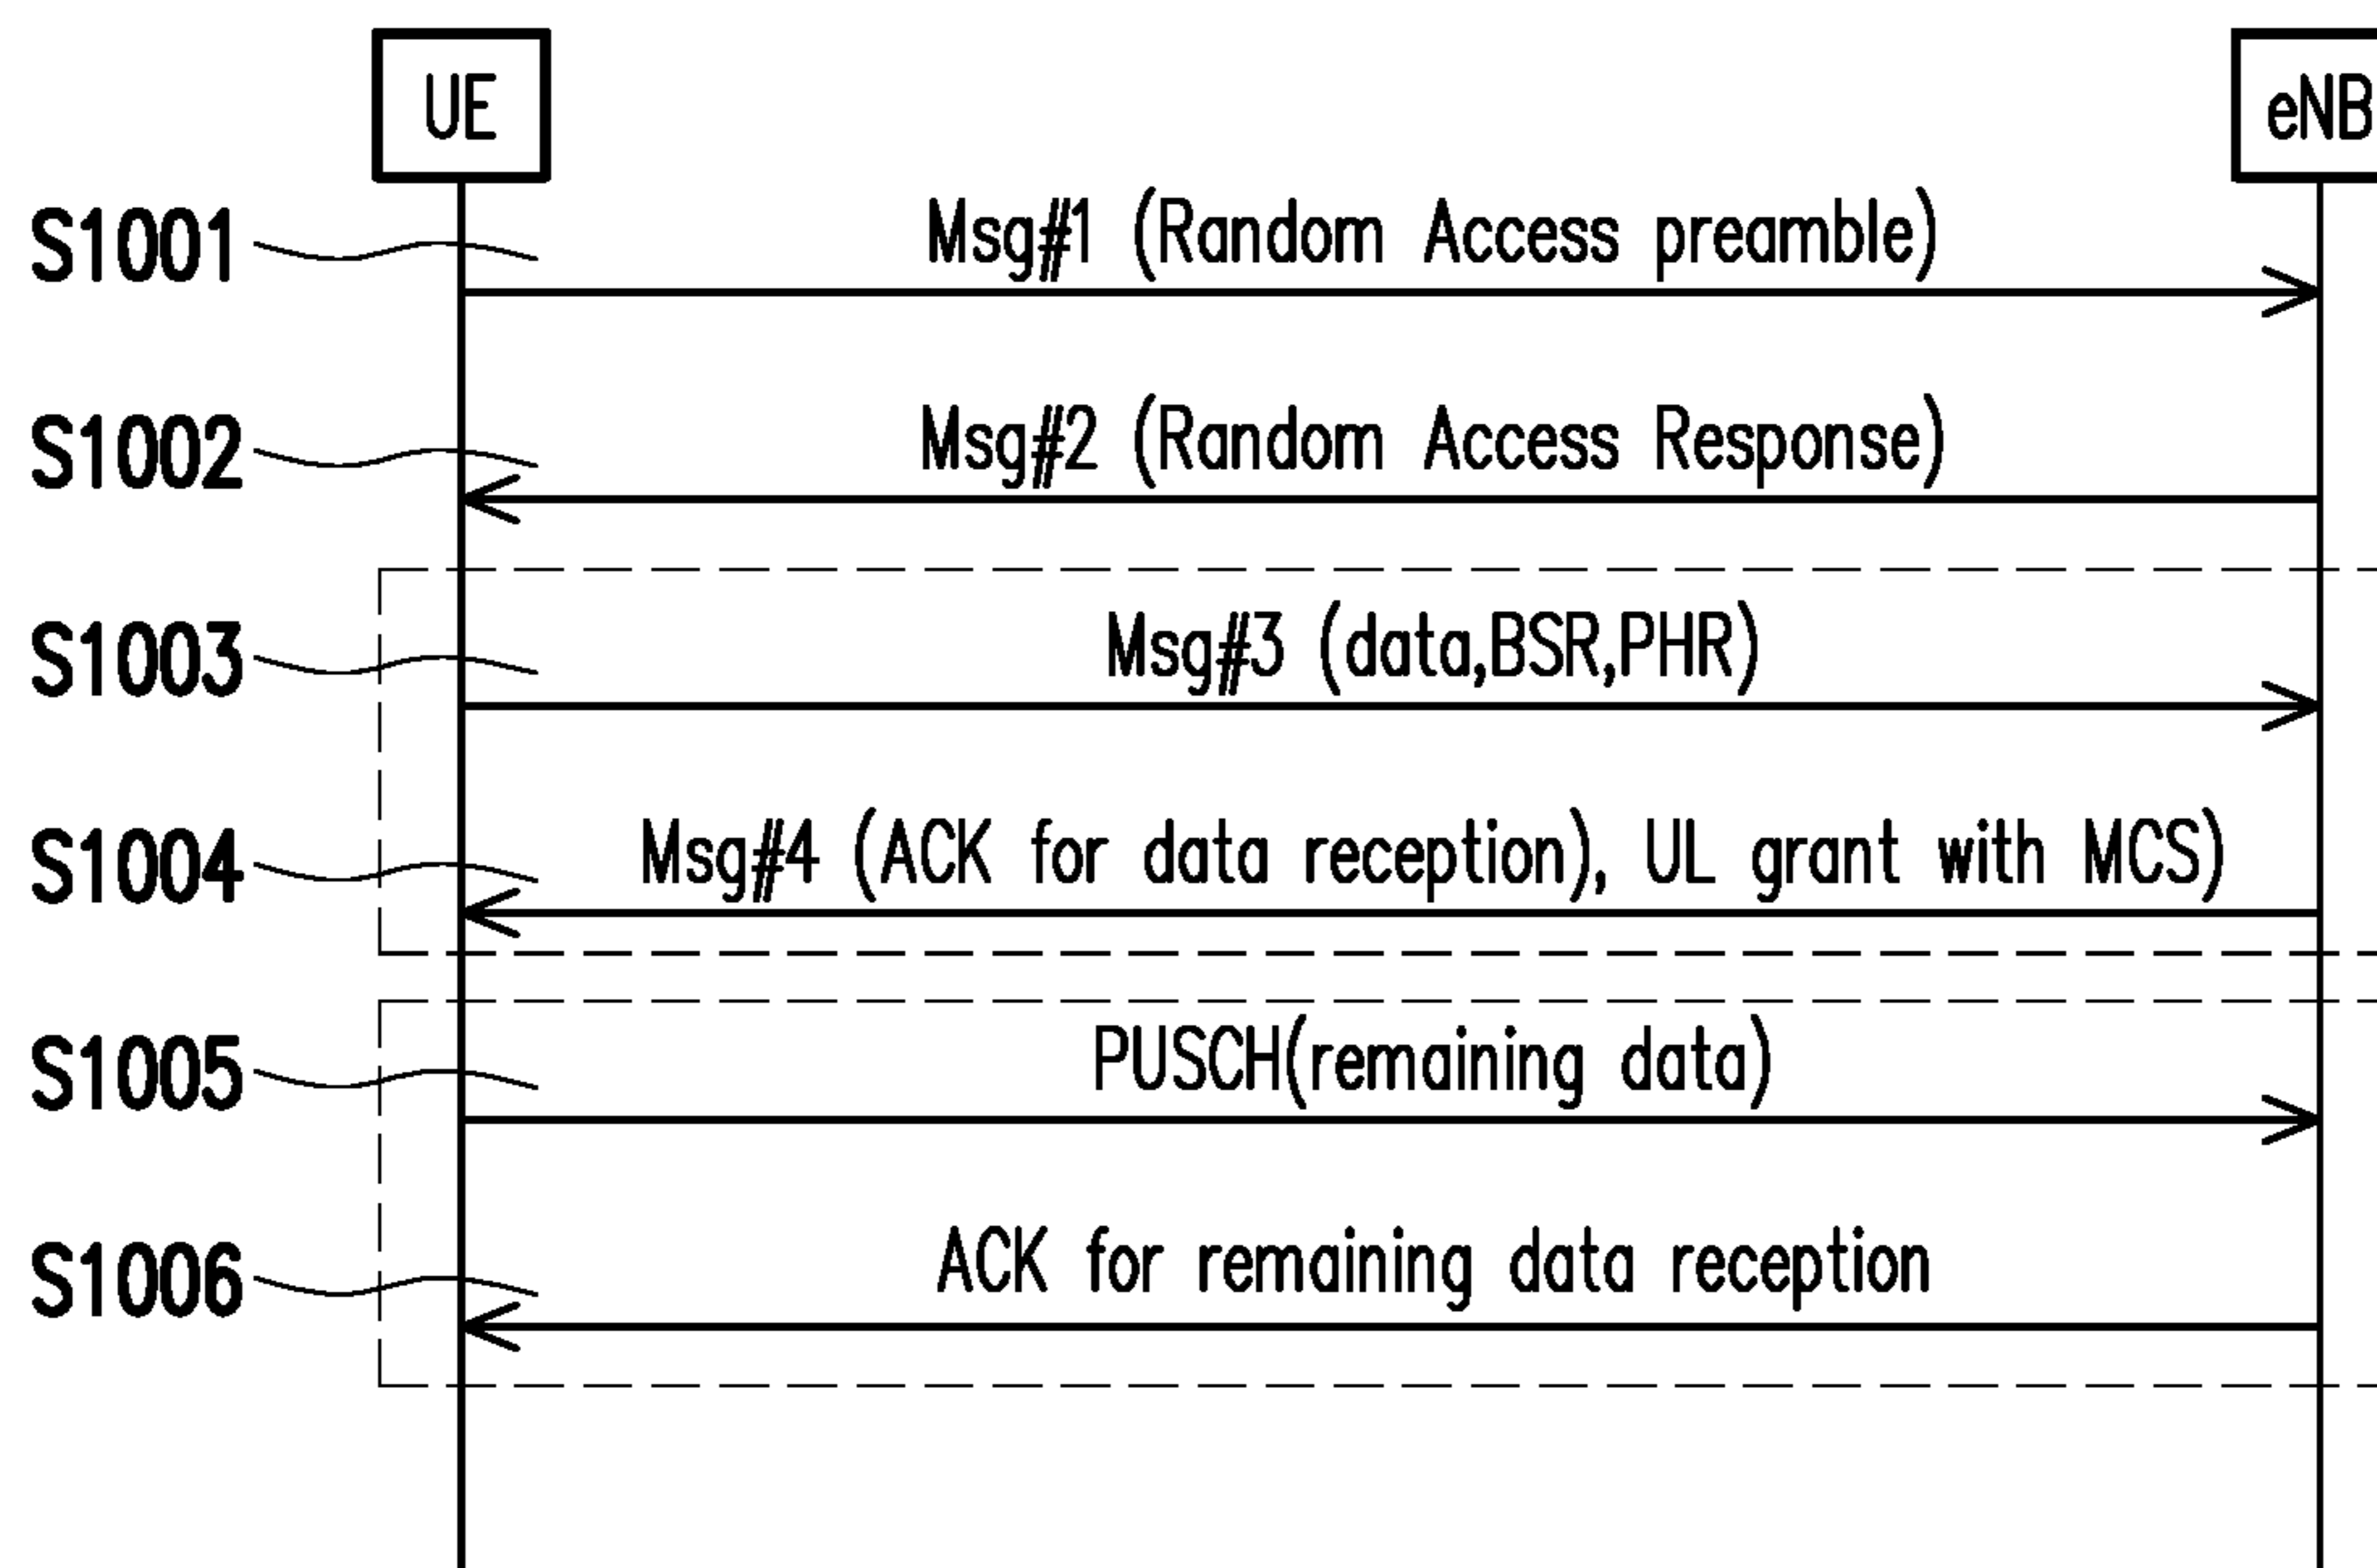 UE
eNB
S1001
Msg#1 (Random Access preamble)
S1002
Msg#2 (Random Access Response)
S1003
Msg#3 (data,BSR,PHR)
S1004
Msg#4 (ACK for data reception), UL grant with MCS)
S1005
PUSCH(remaining data)
S1006
ACK for remaining data reception